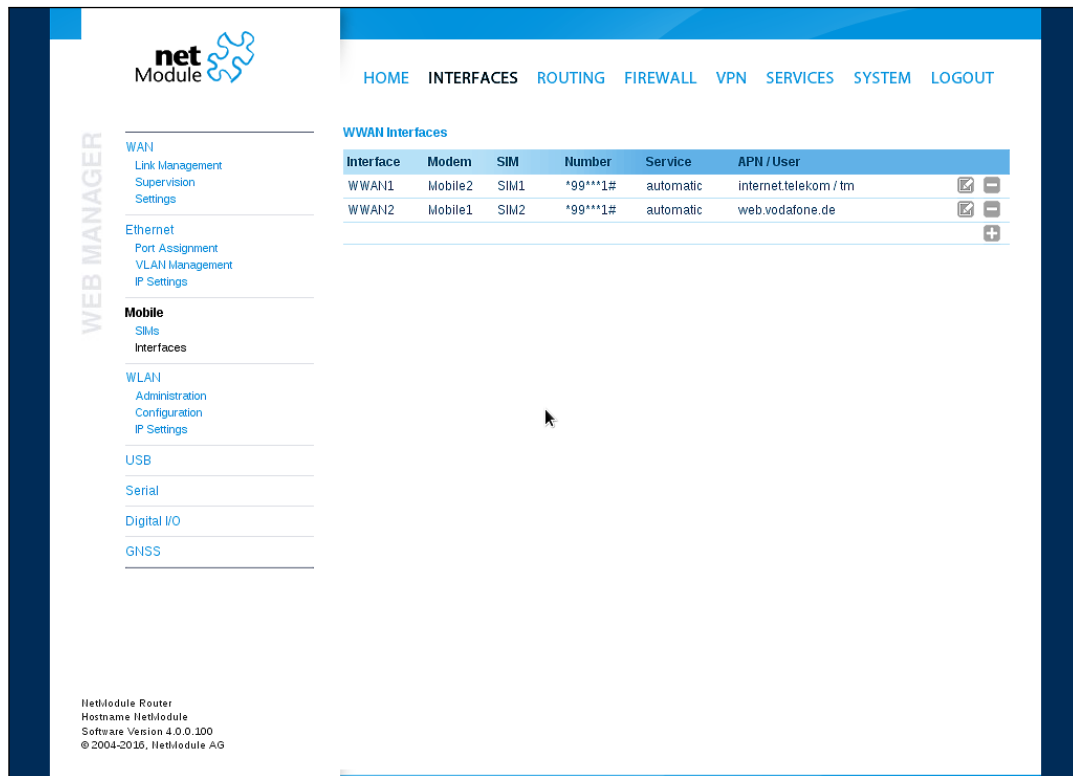 net
Module
HOME INTERFACES ROUTING FIREWALL VPN SERVICES SYSTEM LOGOUT
WEB MANAGER
WAN
Link Management
Supervision
Settings
Ethernet
Port Assignment
VLAN Management
IP Settings
Mobile
SIMs
Interfaces
WLAN
Administration
Configuration
IP Settings
USB
Serial
Digital I/O
GNSS
WWAN Interfaces
Interface Modem SIM Number Service APN / User
WWAN1 Mobile2 SIM1 *99***1# automatic internet.telekom / tm
WWAN2 Mobile1 SIM2 *99***1# automatic web.vodafone.de
NetModule Router
Hostname NetModule
Software Version 4.0.0.100
© 2004-2016, NetModule AG